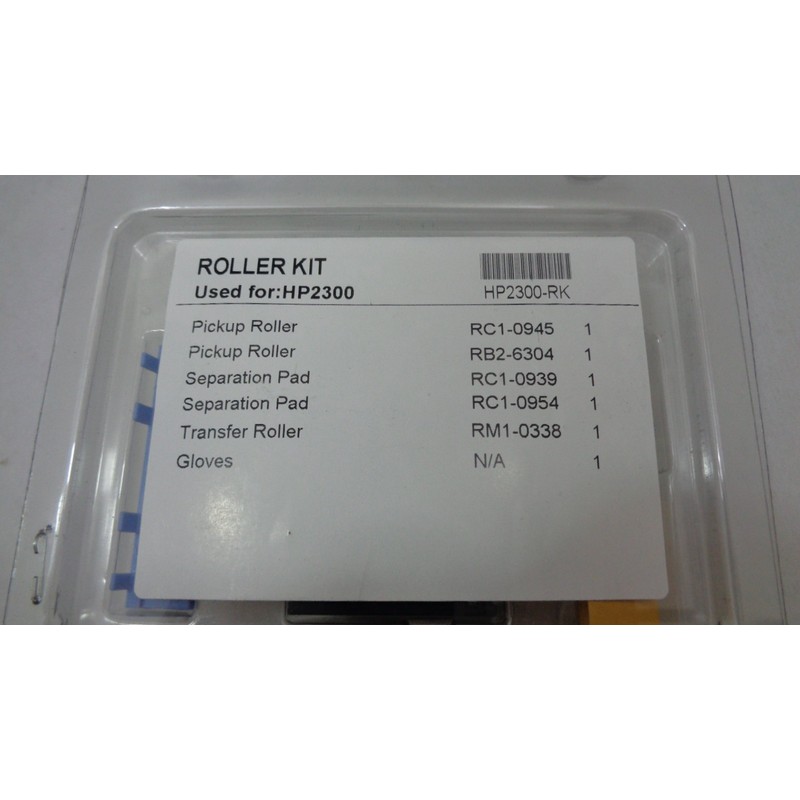 ROLLER KIT
Used for:HP2300 HP2300-RK
Pickup Roller RC1-0945 1
Pickup Roller RB2-6304 1
Separation Pad RC1-0939 1
Separation Pad RC1-0954 1
Transfer Roller RM1-0338 1
Gloves N/A 1